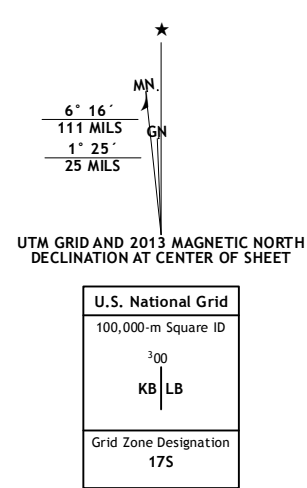 ★
MN.
6° 16´
111 MILS
GN
1° 25´
25 MILS
UTM GRID AND 2013 MAGNETIC NORTH
DECLINATION AT CENTER OF SHEET
U.S. National Grid
100,000-m Square ID
³00
KB LB
Grid Zone Designation
17S